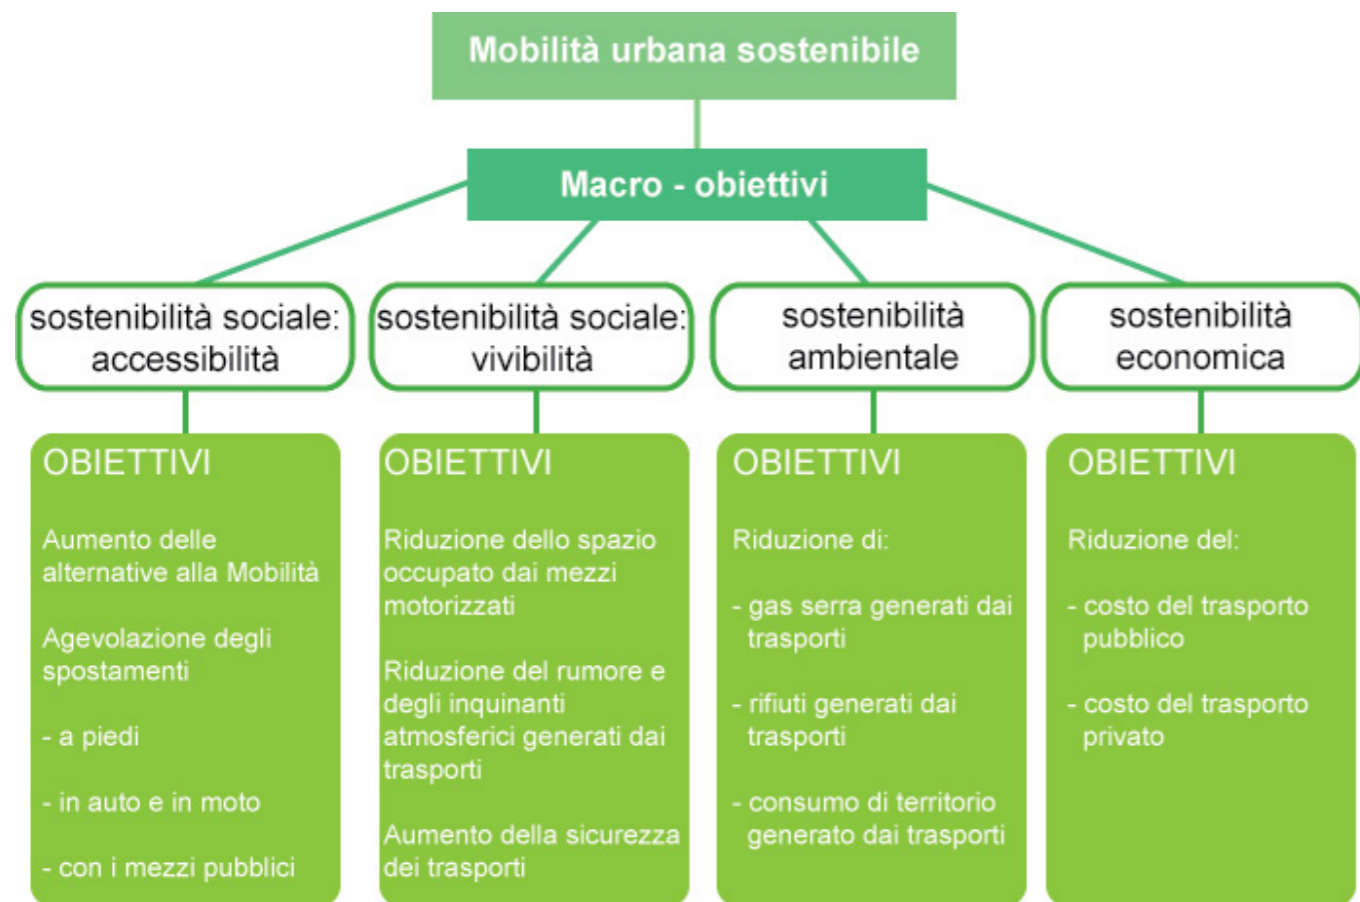 Mobilità urbana sostenibile
Macro - obiettivi
sostenibilità sociale:
accessibilità
sostenibilità sociale:
vivibilità
sostenibilità
ambientale
sostenibilità
economica
OBIETTIVI
Aumento delle
alternative alla Mobilità
Agevolazione degli
spostamenti
- a piedi
- in auto e in moto
- con i mezzi pubblici
OBIETTIVI
Riduzione dello spazio
occupato dai mezzi
motorizzati
Riduzione del rumore e
degli inquinanti
atmosferici generati dai
trasporti
Aumento della sicurezza
dei trasporti
OBIETTIVI
Riduzione di:
- gas serra generati dai
trasporti
- rifiuti generati dai
trasporti
- consumo di territorio
generato dai trasporti
OBIETTIVI
Riduzione del:
- costo del trasporto
pubblico
- costo del trasporto
privato